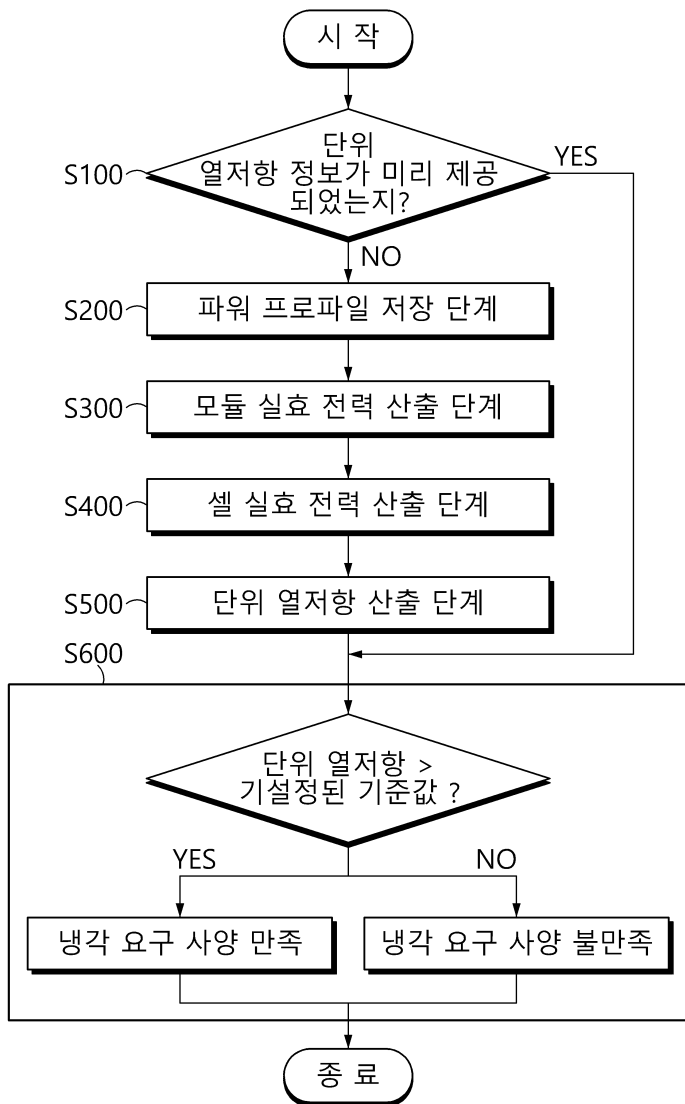 시 작
단위
S100 열저항 정보가 미리 제공 YES
되었는지?
NO
S200 파워 프로파일 저장 단계
S300 모듈 실효 전력 산출 단계
S400 셀 실효 전력 산출 단계
S500 단위 열저항 산출 단계
S600
단위 열저항 >
기설정된 기준값 ?
YES NO
냉각 요구 사양 만족 냉각 요구 사양 불만족
종 료